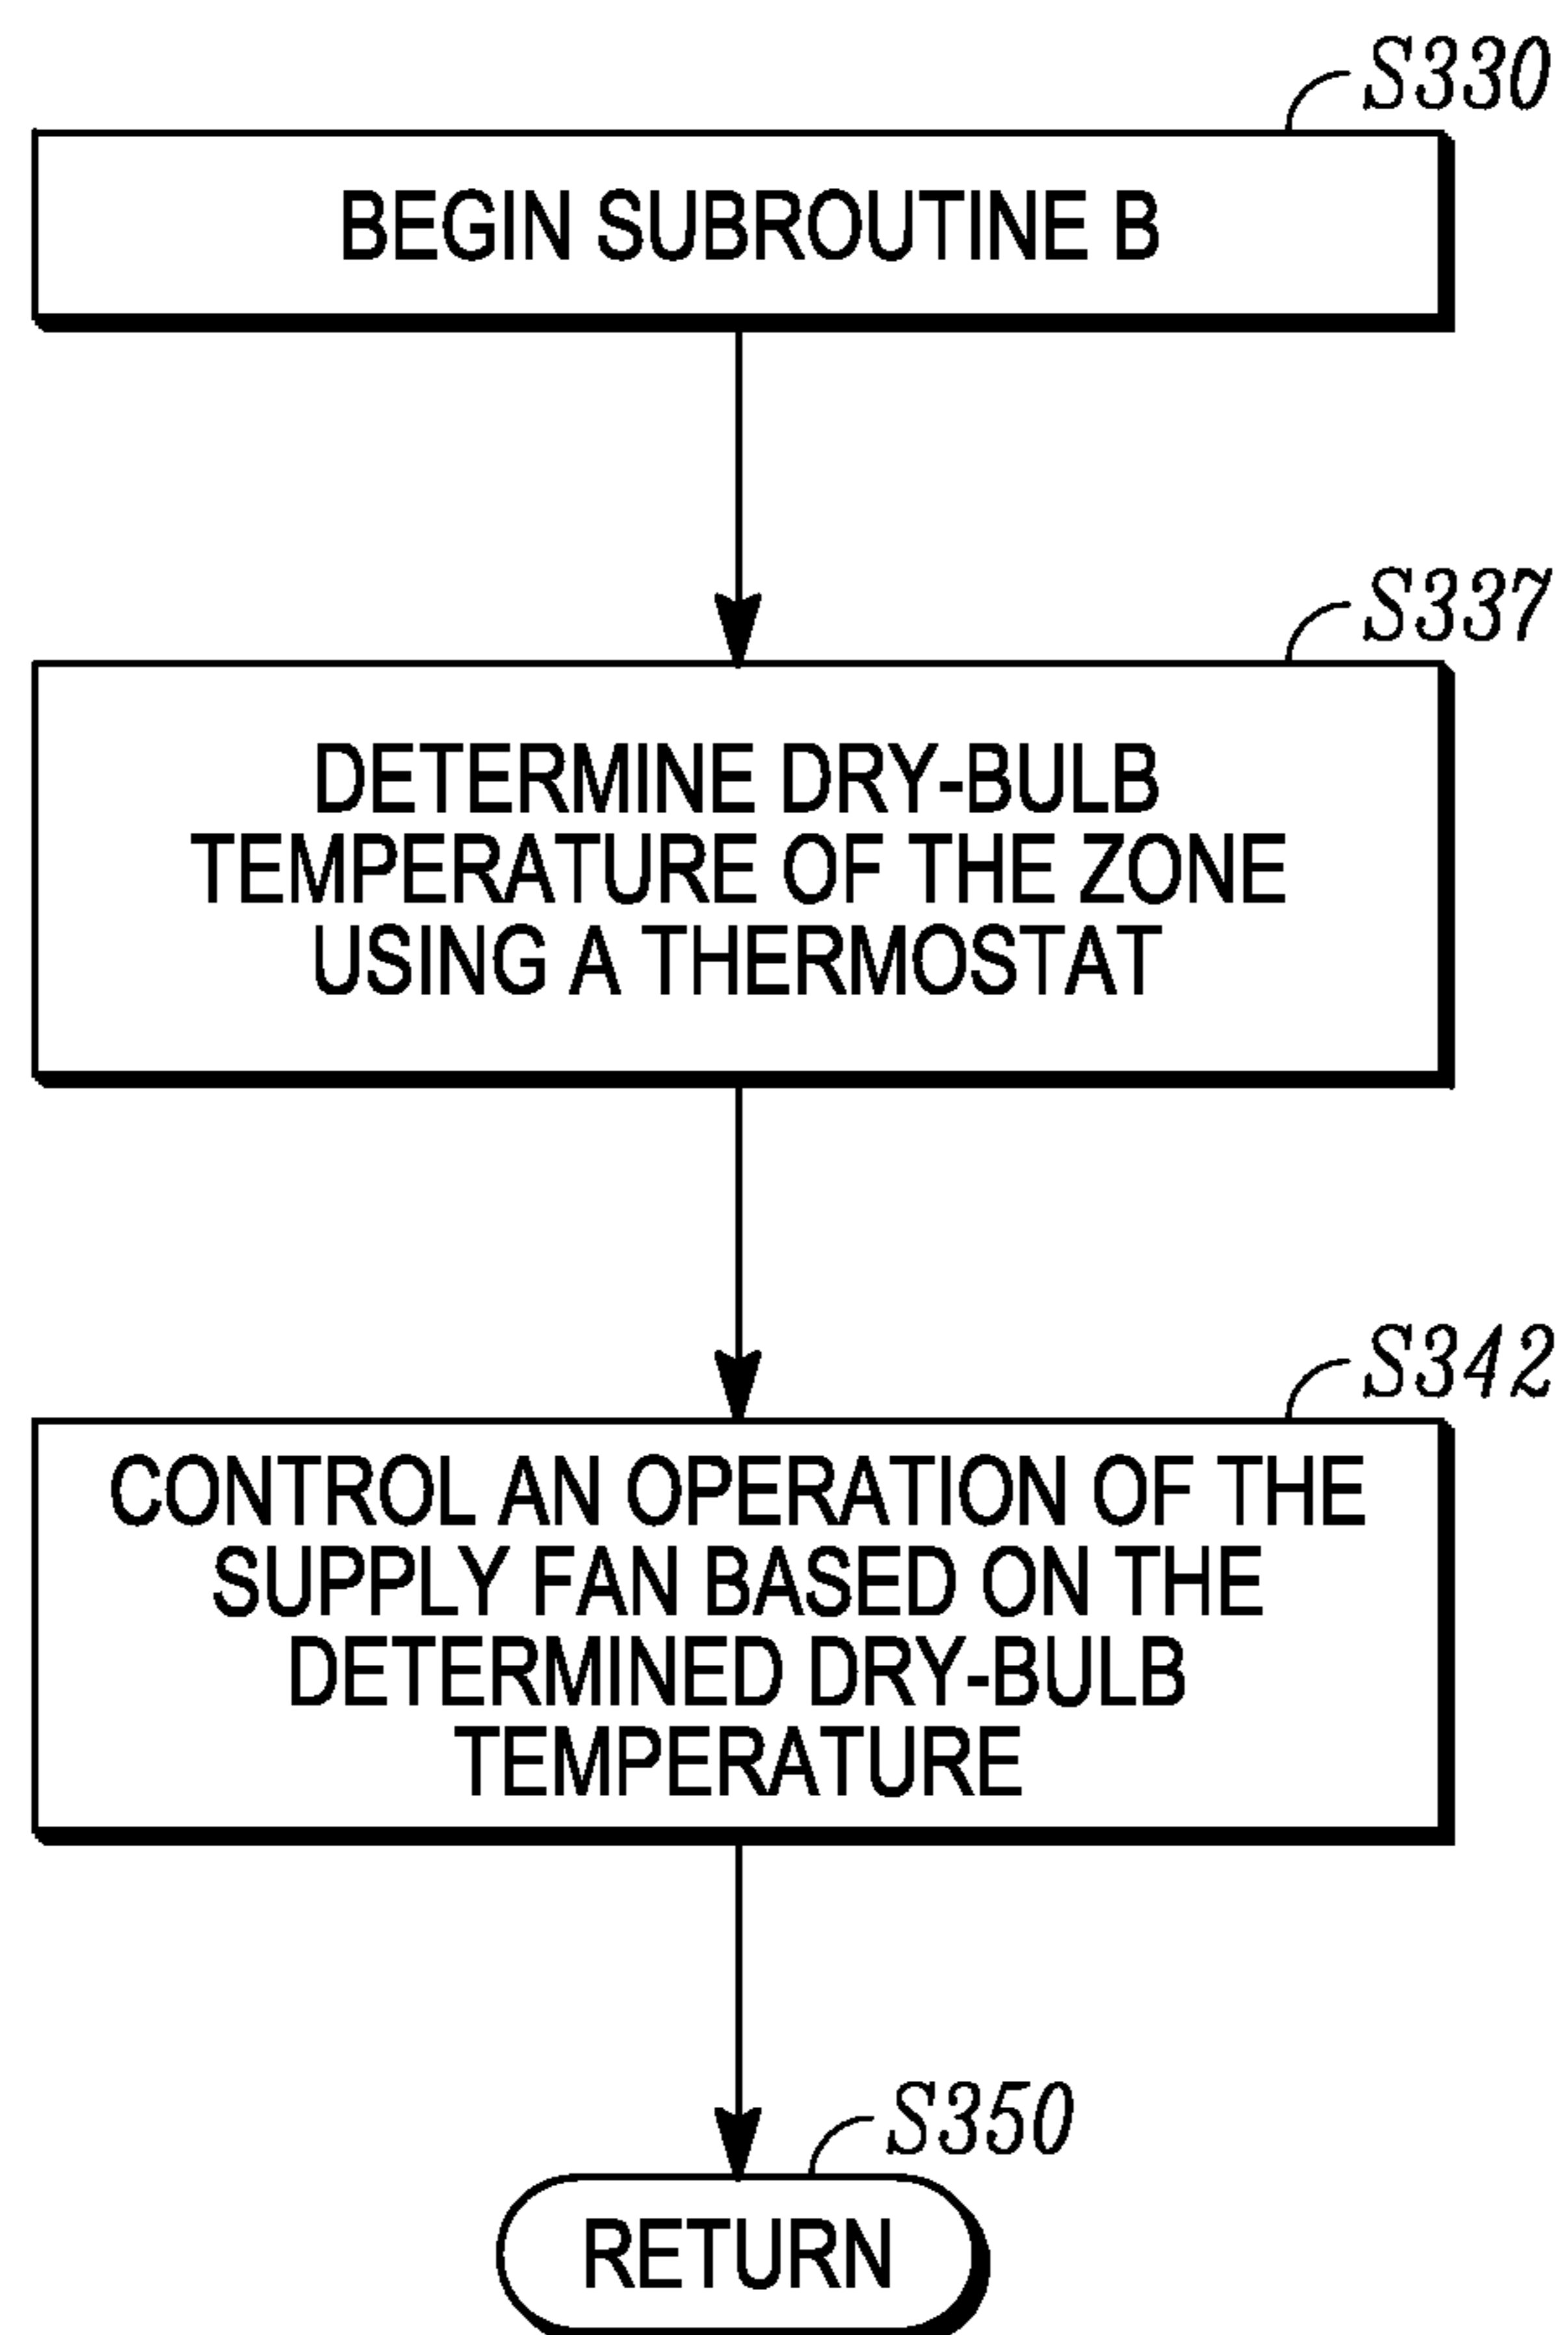 S330
BEGIN SUBROUTINE B
S337
DETERMINE DRY-BULB
TEMPERATURE OF THE ZONE
USING A THERMOSTAT
S342
CONTROL AN OPERATION OF THE
SUPPLY FAN BASED ON THE
DETERMINED DRY-BULB
TEMPERATURE
S350
RETURN